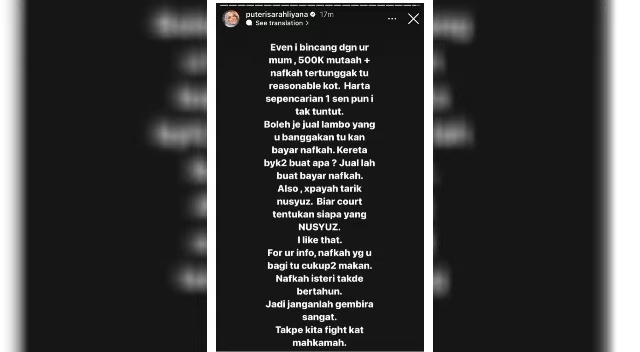 puterisarahliyana 17m
See translation >
Even i bincang dgn ur
mum , 500K mutaah +
nafkah tertunggak tu
reasonable kot. Harta
sepencarian 1 sen pun i
tak tuntut.
Boleh je jual lambo yang
u banggakan tu kan
bayar nafkah. Kereta
byk2 buat apa ? Jual lah
buat bayar nafkah.
Also , xpayah tarik
nusyuz. Biar court
tentukan siapa yang
NUSYUZ.
I like that.
For ur info, nafkah yg u
bagi tu cukup2 makan.
Nafkah isteri takde
bertahun.
Jadi janganlah gembira
sangat.
Takpe kita fight kat
mahkamah.